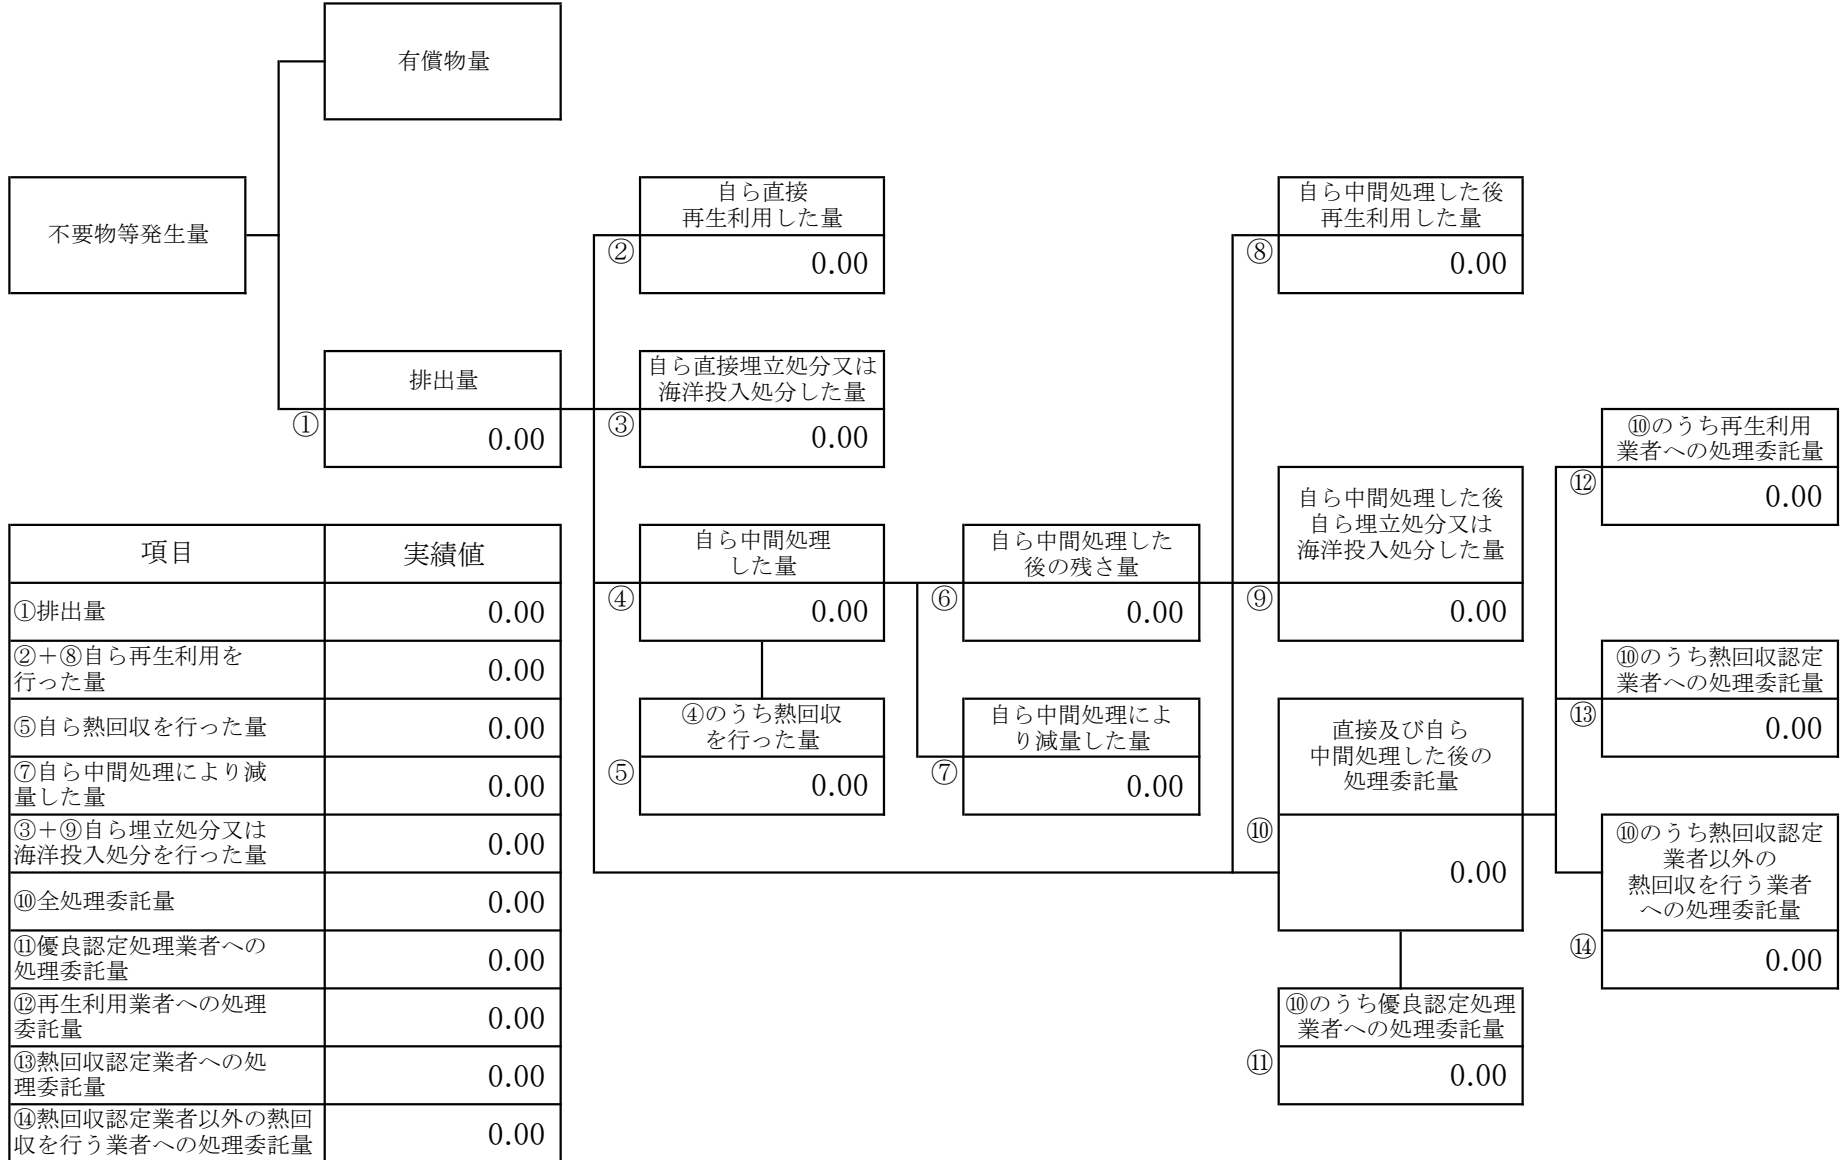 有償物量
不要物等発生量
排出量
①
0.00
自ら直接
再生利用した量
②
0.00
自ら直接埋立処分又は
海洋投入処分した量
③
0.00
自ら中間処理
した量
④
0.00
④のうち熱回収
を行った量
⑤
0.00
自ら中間処理した
後の残さ量
⑥
0.00
自ら中間処理によ
り減量した量
⑦
0.00
自ら中間処理した後
再生利用した量
⑧
0.00
自ら中間処理した後
自ら埋立処分又は
海洋投入処分した量
⑨
0.00
直接及び自ら
中間処理した後の
処理委託量
⑩
0.00
⑩のうち優良認定処理
業者への処理委託量
⑪
0.00
⑩のうち再生利用
業者への処理委託量
⑫
0.00
⑩のうち熱回収認定
業者への処理委託量
⑬
0.00
⑩のうち熱回収認定
業者以外の
熱回収を行う業者
への処理委託量
⑭
0.00
項目 実績値
①排出量 0.00
②+⑧自ら再生利用を
行った量 0.00
⑤自ら熱回収を行った量 0.00
⑦自ら中間処理により減
量した量 0.00
③+⑨自ら埋立処分又は
海洋投入処分を行った量 0.00
⑩全処理委託量 0.00
⑪優良認定処理業者への
処理委託量 0.00
⑫再生利用業者への処理
委託量 0.00
⑬熱回収認定業者への処
理委託量 0.00
⑭熱回収認定業者以外の熱回
収を行う業者への処理委託量 0.00